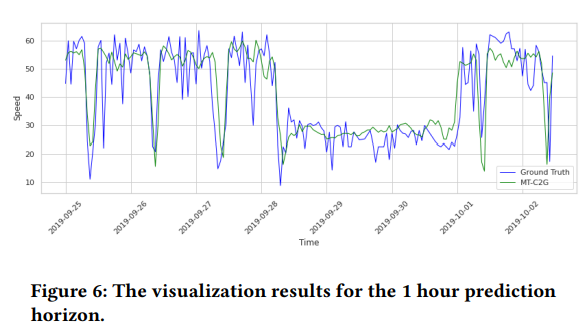 60
50
40
30
20
10
Speed
2019-09-25
2019-09-26
2019-09-27
2019-09-28
2019-09-29
2019-09-30
2019-10-01
2019-10-02
Time
Ground Truth
MT-C2G
Figure 6: The visualization results for the 1 hour prediction
horizon.